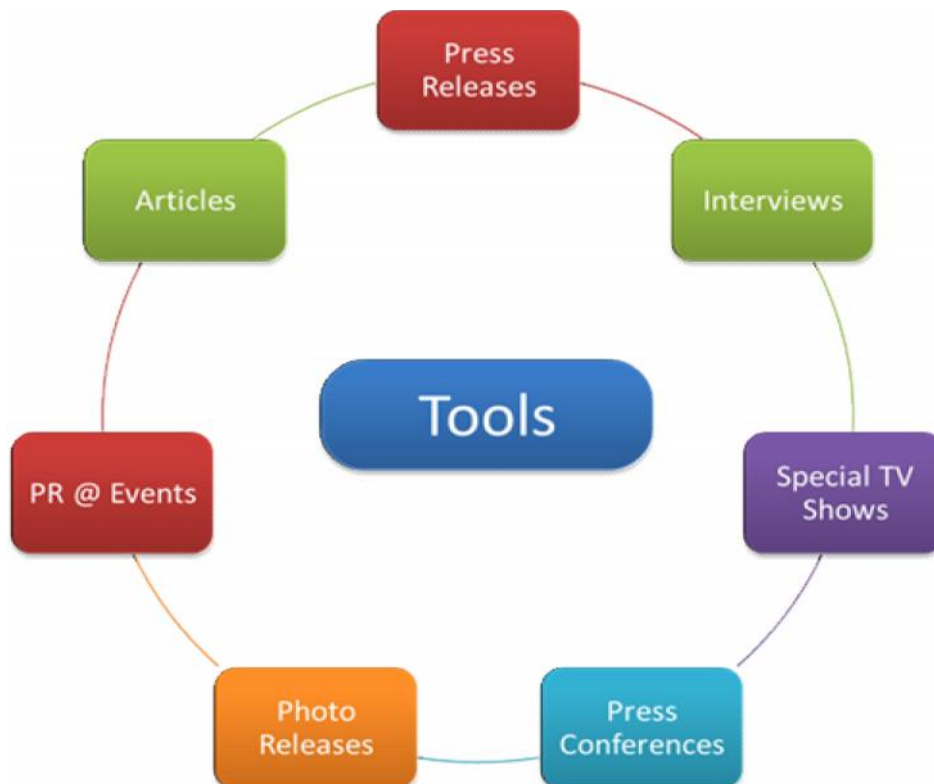 Press
Releases
Articles
Interviews
Tools
PR @ Events
Special TV
Shows
Photo
Releases
Press
Conferences